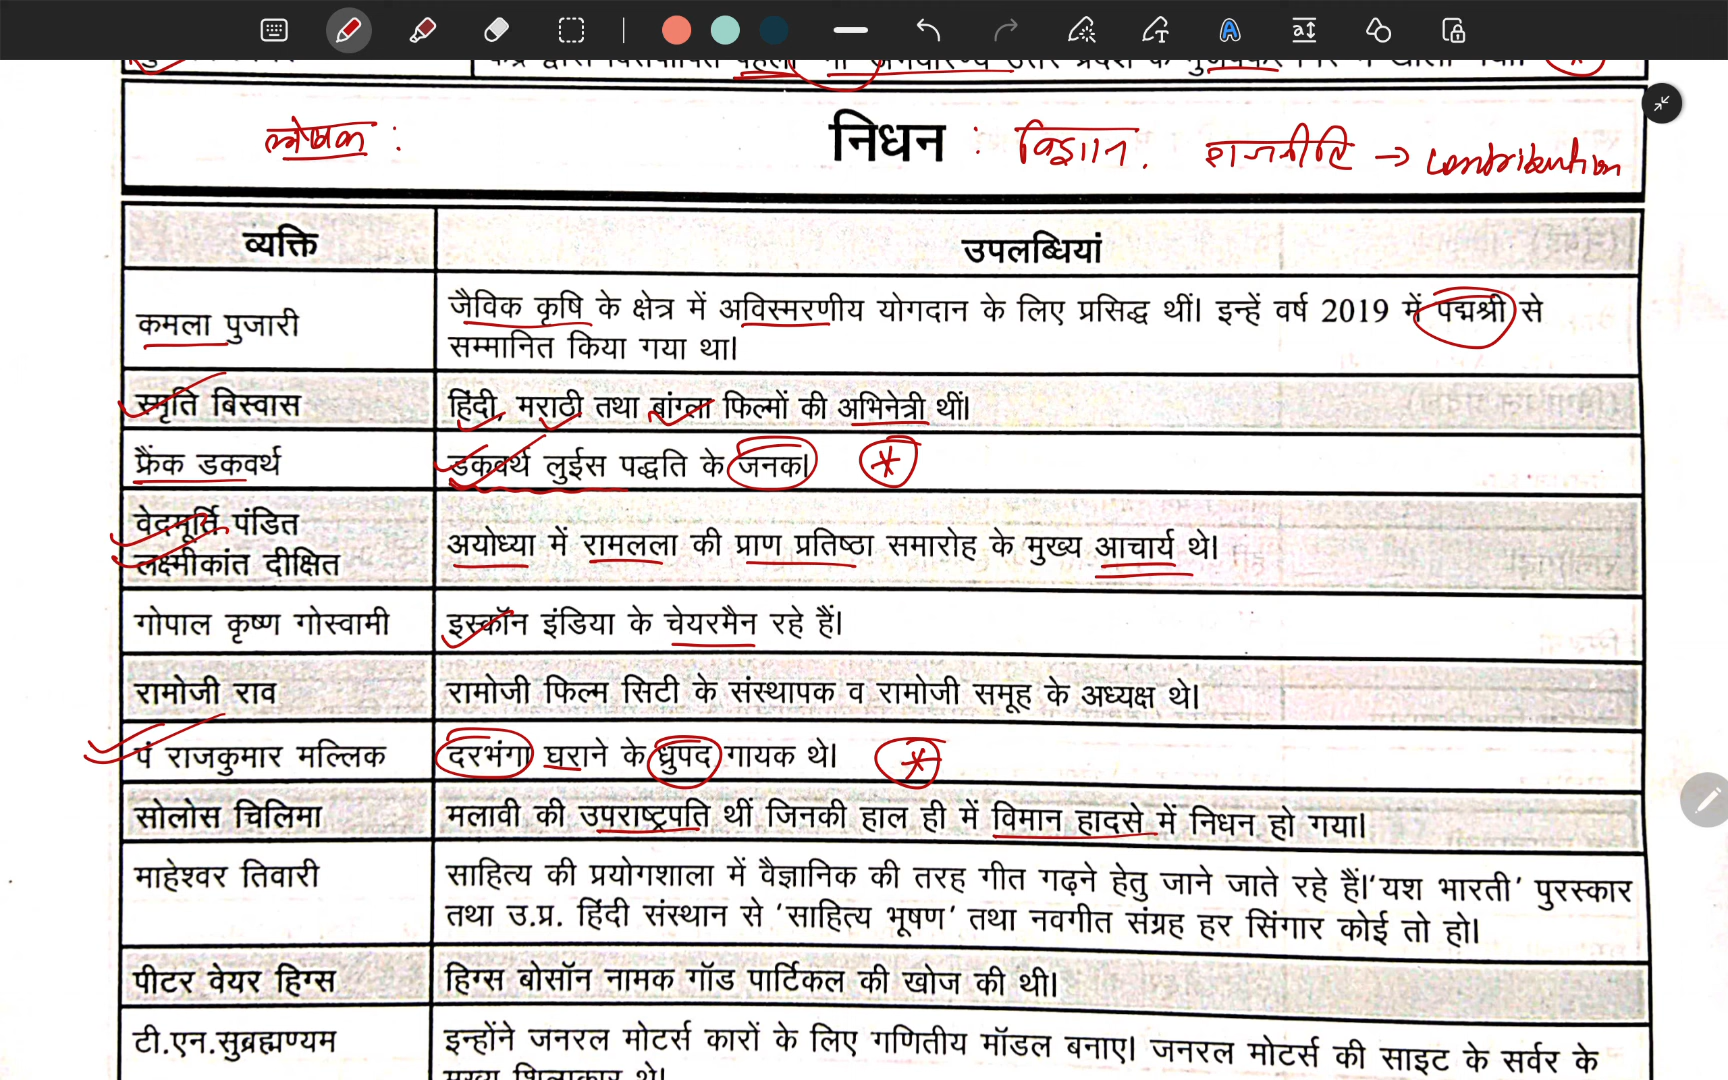 लेखक :
निधन : विज्ञान. राजनीति → contribution
व्यक्ति
उपलब्धियां
कमला पुजारी
जैविक कृषि के क्षेत्र में अविस्मरणीय योगदान के लिए प्रसिद्ध थीं। इन्हें वर्ष 2019 में पद्मश्री से
सम्मानित किया गया था।
स्मृति बिस्वास
हिंदी, मराठी तथा बांग्ला फिल्मों की अभिनेत्री थीं।
फ्रैंक डकवर्थ
डकवर्थ लुईस पद्धति के जनक।
वेदमूर्ति पंडित
लक्ष्मीकांत दीक्षित
अयोध्या में रामलला की प्राण प्रतिष्ठा समारोह के मुख्य आचार्य थे।
गोपाल कृष्ण गोस्वामी
इस्कॉन इंडिया के चेयरमैन रहे हैं।
रामोजी राव
रामोजी फिल्म सिटी के संस्थापक व रामोजी समूह के अध्यक्ष थे।
पं राजकुमार मल्लिक
दरभंगा घराने के ध्रुपद गायक थे।
सोलोस चिलिमा
मलावी की उपराष्ट्रपति थीं जिनकी हाल ही में विमान हादसे में निधन हो गया।
माहेश्वर तिवारी
साहित्य की प्रयोगशाला में वैज्ञानिक की तरह गीत गढ़ने हेतु जाने जाते रहे हैं।'यश भारती' पुरस्कार
तथा उ.प्र. हिंदी संस्थान से 'साहित्य भूषण' तथा नवगीत संग्रह हर सिंगार कोई तो हो।
पीटर वेयर हिग्स
हिग्स बोसॉन नामक गॉड पार्टिकल की खोज की थी।
टी.एन.सुब्रह्मण्यम
इन्होंने जनरल मोटर्स कारों के लिए गणितीय मॉडल बनाए। जनरल मोटर्स की साइट के सर्वर के